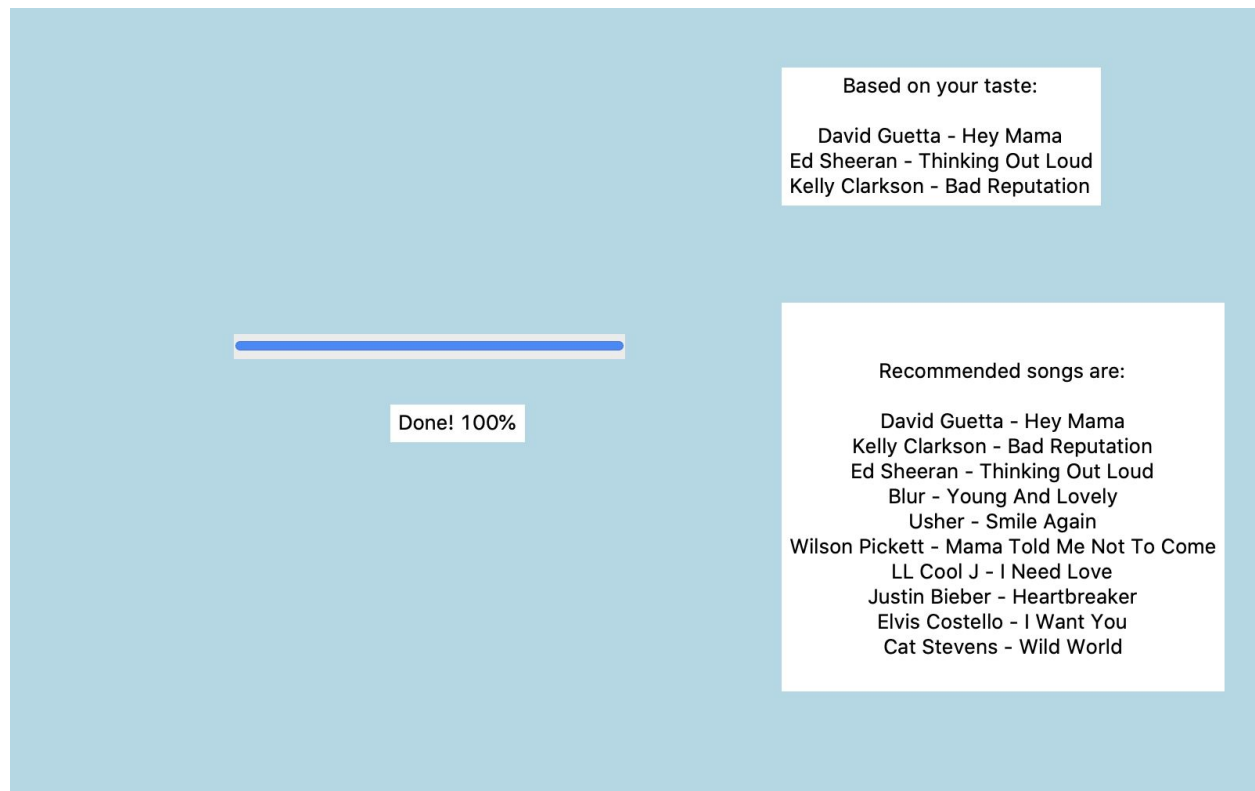 Based on your taste:
David Guetta - Hey Mama
Ed Sheeran - Thinking Out Loud
Kelly Clarkson - Bad Reputation
Done! 100%
Recommended songs are:
David Guetta - Hey Mama
Kelly Clarkson - Bad Reputation
Ed Sheeran - Thinking Out Loud
Blur - Young And Lovely
Usher - Smile Again
Wilson Pickett - Mama Told Me Not To Come
LL Cool J - I Need Love
Justin Bieber - Heartbreaker
Elvis Costello - I Want You
Cat Stevens - Wild World